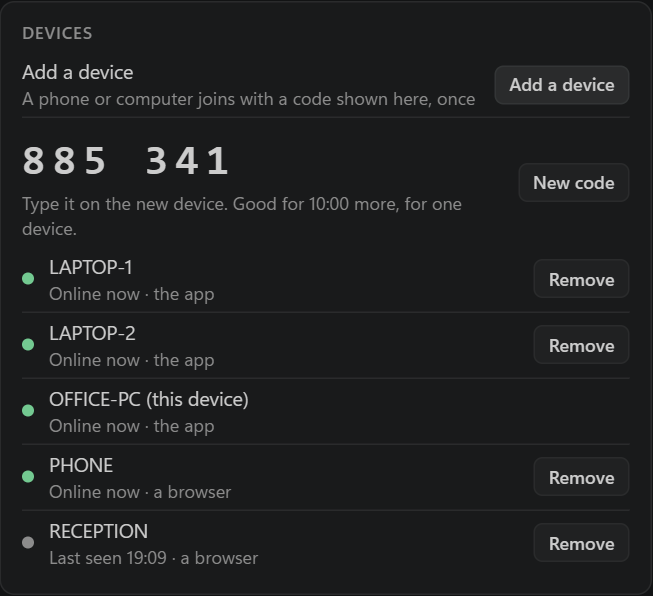 DEVICES
Add a device
A phone or computer joins with a code shown here, once
Add a device
885 341
Type it on the new device. Good for 10:00 more, for one
device.
New code
LAPTOP-1
Online now · the app
Remove
LAPTOP-2
Online now · the app
Remove
OFFICE-PC (this device)
Online now · the app
PHONE
Online now · a browser
Remove
RECEPTION
Last seen 19:09 · a browser
Remove